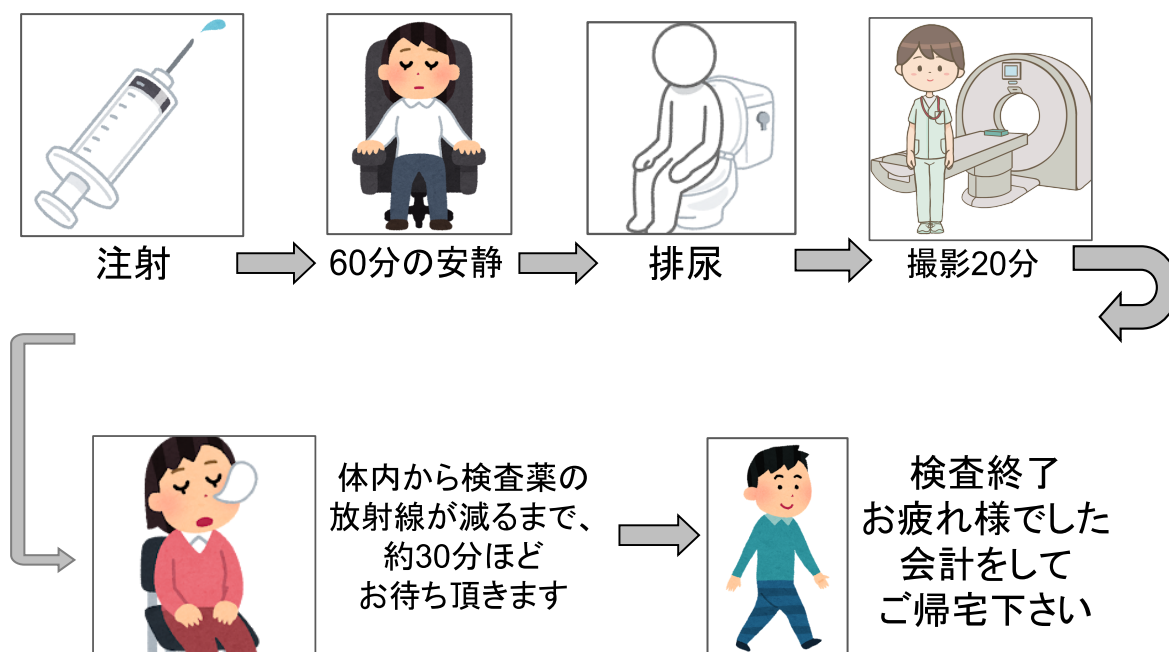 注射
60分の安静
排尿
撮影20分
体内から検査薬の
放射線が減るまで、
約30分ほど
お待ち頂きます
検査終了
お疲れ様でした
会計をして
ご帰宅下さい